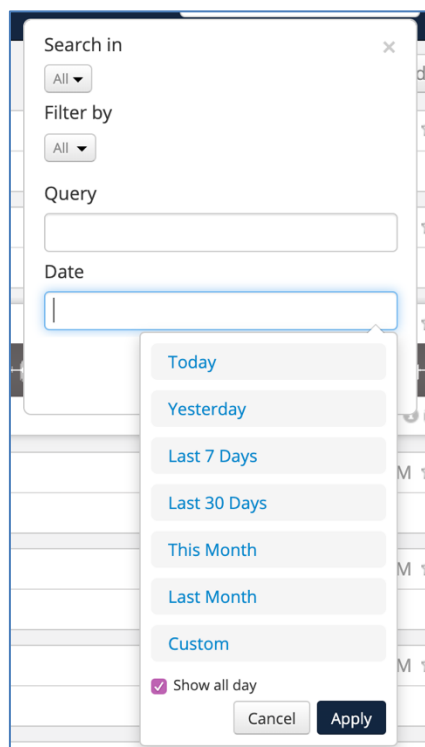 Search in
×
All
Filter by
All
Query
Date
Today
Yesterday
Last 7 Days
Last 30 Days
This Month
M
Last Month
M
Custom
M
Show all day
Cancel
Apply